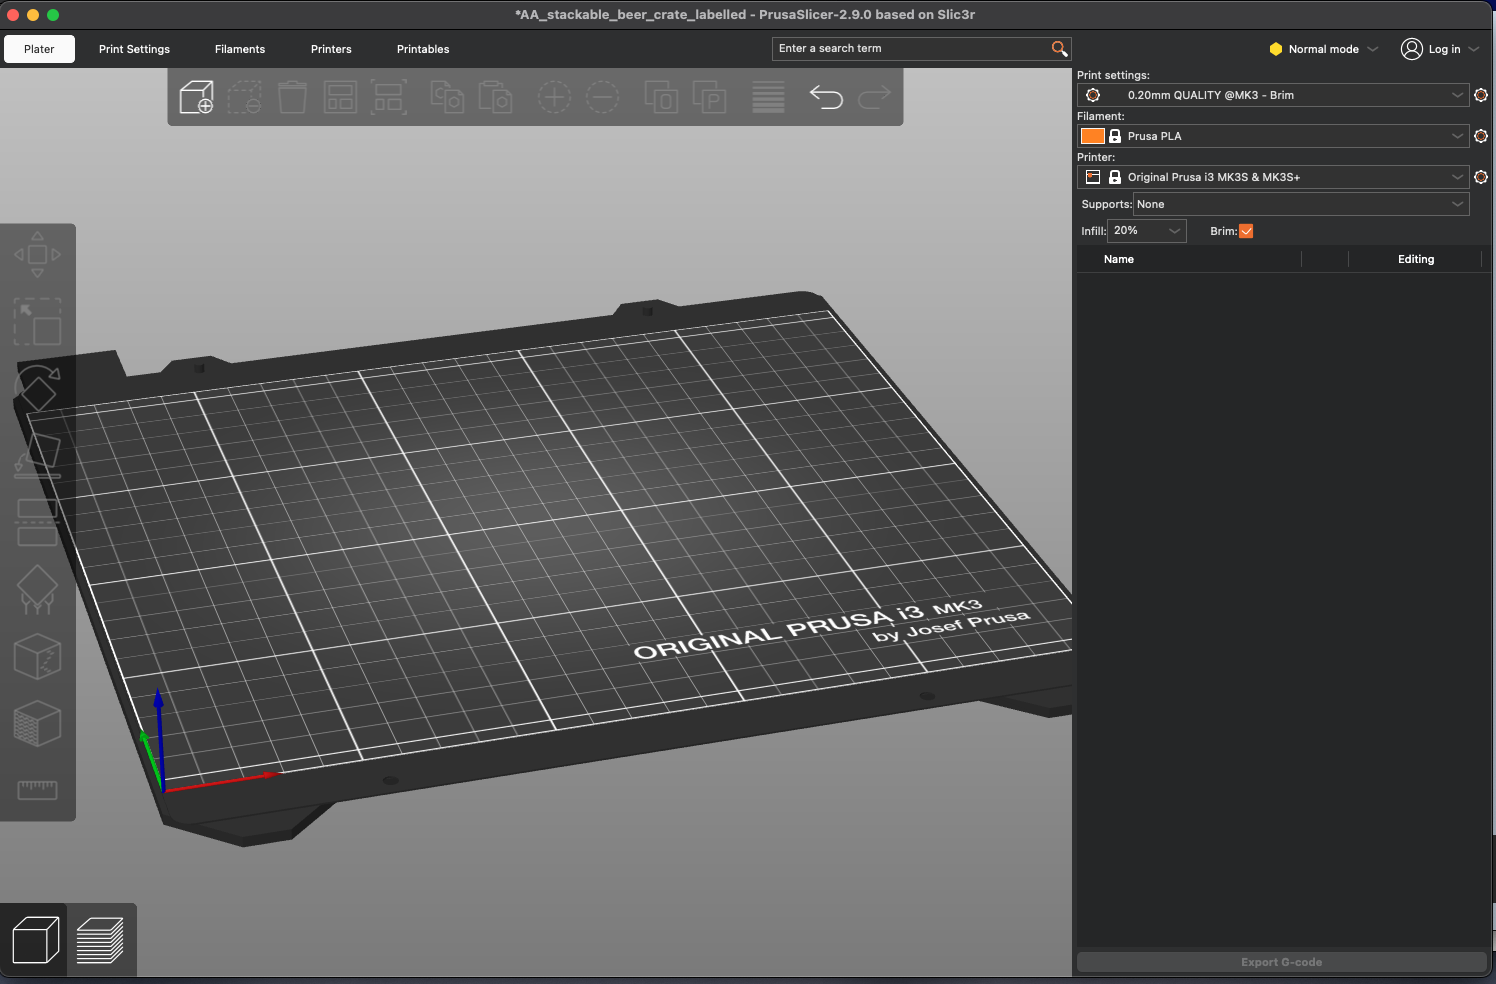 *AA_stackable_beer_crate_labelled - PrusaSlicer-2.9.0 based on Slic3r
Plater
Print Settings
Filaments
Printers
Printables
Enter a search term
Normal mode
Log in
Print settings:
0.20mm QUALITY @MK3 - Brim
Filament:
Prusa PLA
Printer:
Original Prusa i3 MK3S & MK3S+
Supports: None
Infill: 20%
Brim:
Name
Editing
ORIGINAL PRUSA i3 MK3
by Josef Prusa
Export G-code